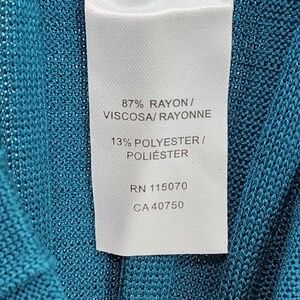 87% RAYON/
VISCOSA/RAYONNE
13% POLYESTER/
POLIÉSTER
RN 115070
CA 40750